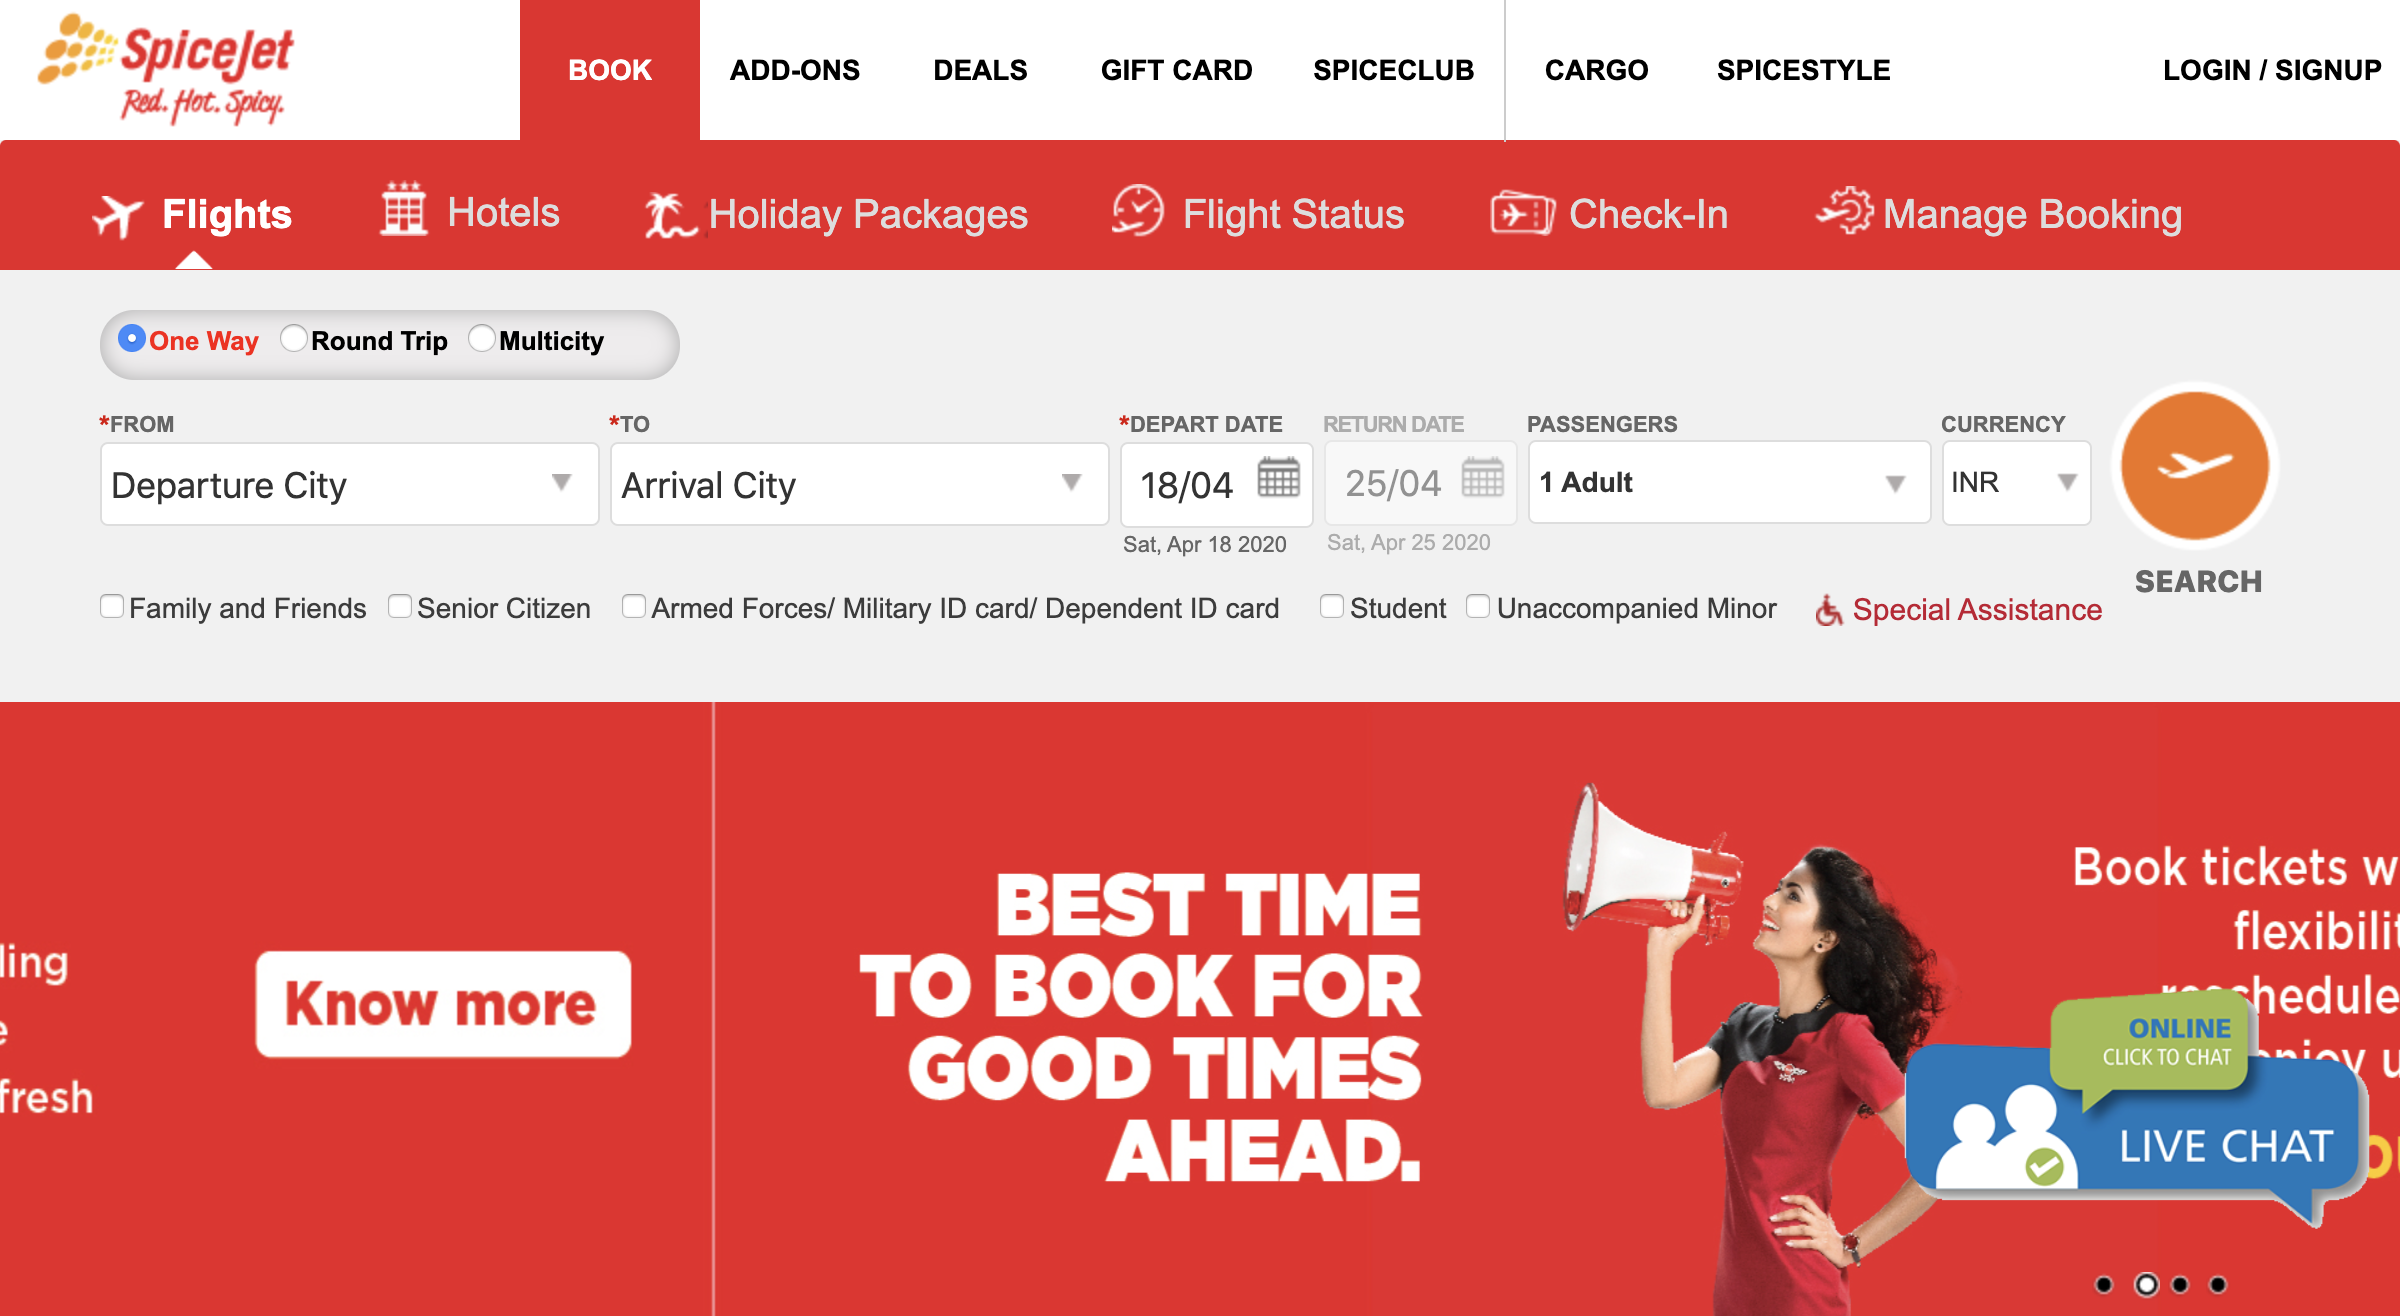 SpiceJet
Red. Hot. Spicy.
BOOK ADD-ONS DEALS GIFT CARD SPICECLUB CARGO SPICESTYLE LOGIN / SIGNUP
Flights Hotels Holiday Packages Flight Status Check-In Manage Booking
One Way Round Trip Multicity
*FROM *TO *DEPART DATE RETURN DATE PASSENGERS CURRENCY
Departure City Arrival City 18/04 25/04 1 Adult INR
Sat, Apr 18 2020 Sat, Apr 25 2020
SEARCH
Family and Friends Senior Citizen Armed Forces/ Military ID card/ Dependent ID card Student Unaccompanied Minor Special Assistance
ling
e
fresh
Know more
BEST TIME
TO BOOK FOR
GOOD TIMES
AHEAD.
Book tickets w
flexibilit
reschedule
enjoy u
ONLINE
CLICK TO CHAT
LIVE CHAT